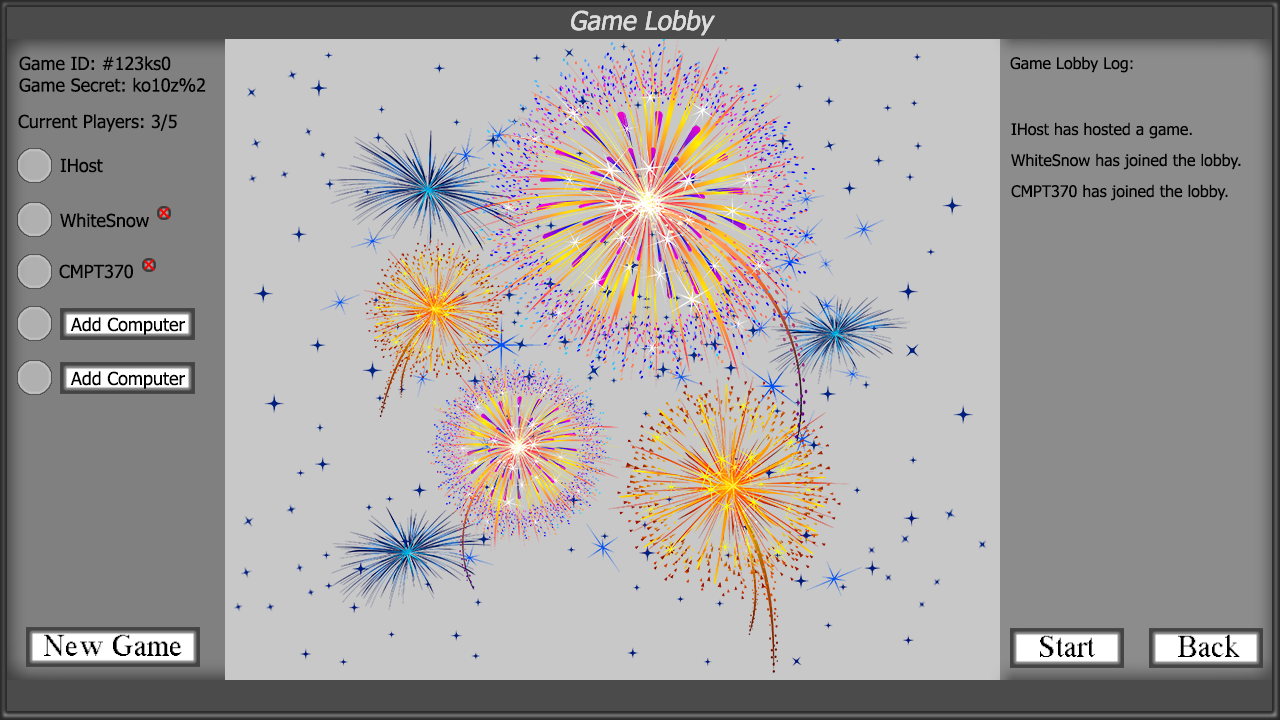 Game Lobby
Game ID: #123ks0
Game Secret: ko10z%2
Current Players: 3/5
IHost
WhiteSnow
CMPT370
Add Computer
Add Computer
New Game
Game Lobby Log:
IHost has hosted a game.
WhiteSnow has joined the lobby.
CMPT370 has joined the lobby.
Start
Back